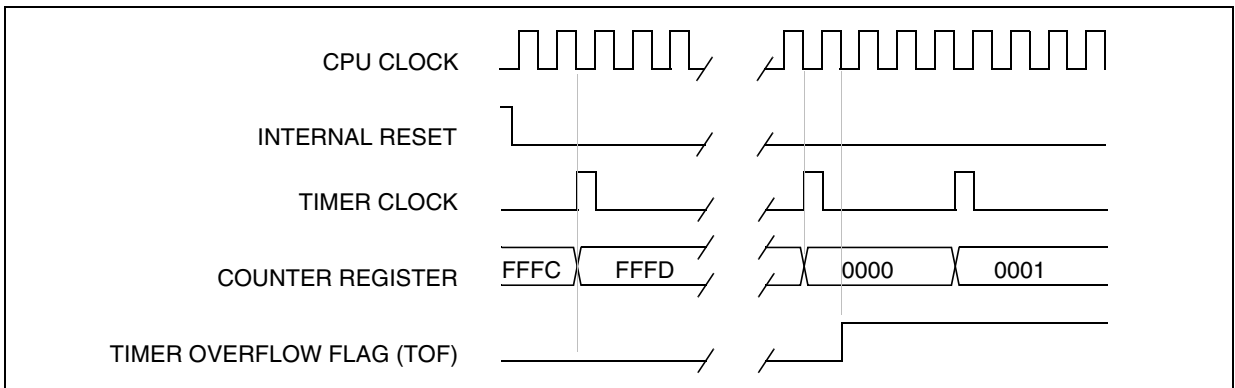 CPU CLOCK
INTERNAL RESET
TIMER CLOCK
COUNTER REGISTER
FFFC
FFFD
0000
0001
TIMER OVERFLOW FLAG (TOF)